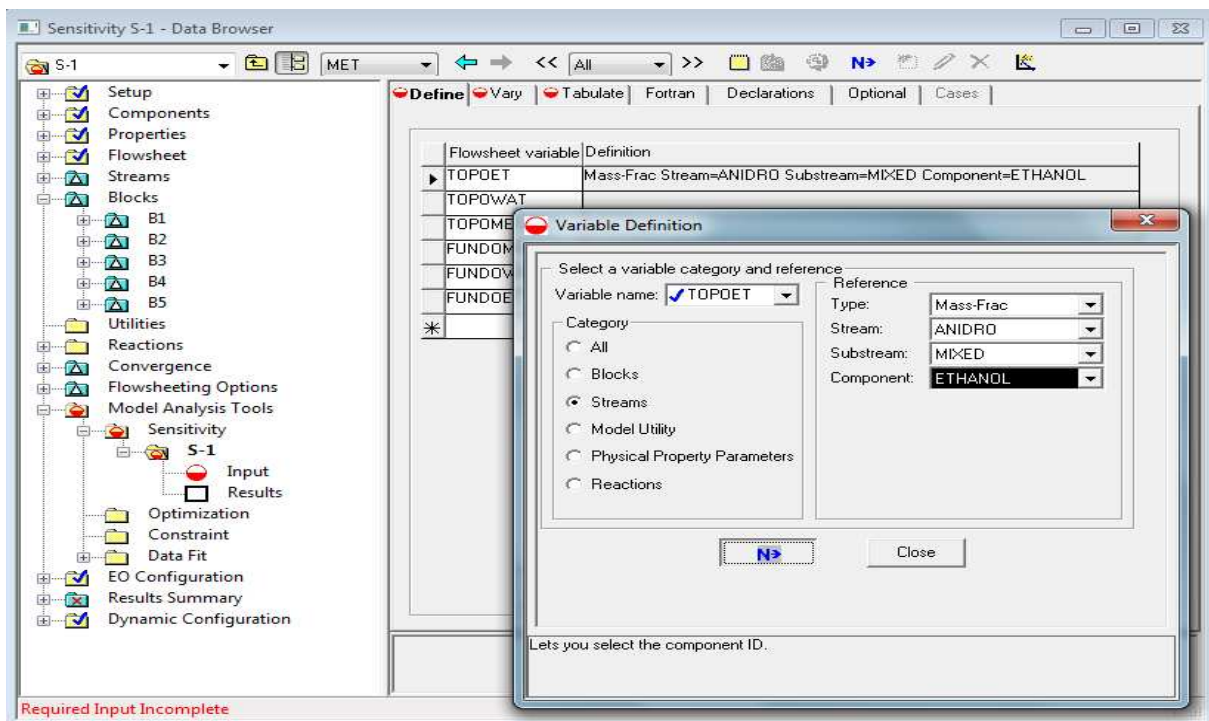 Sensitivity S-1 - Data Browser
S-1 MET << All >> N>
Setup
Components
Properties
Flowsheet
Streams
Blocks
B1
B2
B3
B4
B5
Utilities
Reactions
Convergence
Flowsheeting Options
Model Analysis Tools
Sensitivity
S-1
Input
Results
Optimization
Constraint
Data Fit
EO Configuration
Results Summary
Dynamic Configuration
Define Vary Tabulate Fortran Declarations Optional Cases
Flowsheet variable Definition
TOPOET Mass-Frac Stream=ANIDRO Substream=MIXED Component=ETHANOL
TOPOWAT
TOPOME
FUNDOM
FUNDOW
FUNDOE
Variable Definition
Select a variable category and reference
Variable name: TOPOET
Category
All
Blocks
Streams
Model Utility
Physical Property Parameters
Reactions
Reference
Type: Mass-Frac
Stream: ANIDRO
Substream: MIXED
Component: ETHANOL
N> Close
Lets you select the component ID.
Required Input Incomplete